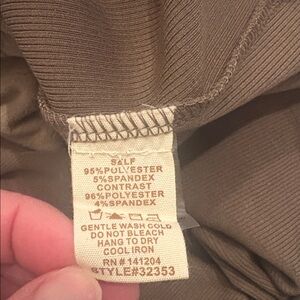 SELF
95%POLYESTER
5%SPANDEX
CONTRAST
96%POLYESTER
4%SPANDEX
GENTLE WASH COLD
DO NOT BLEACH
HANG TO DRY
COOL IRON
RN # 141204
STYLE#32353